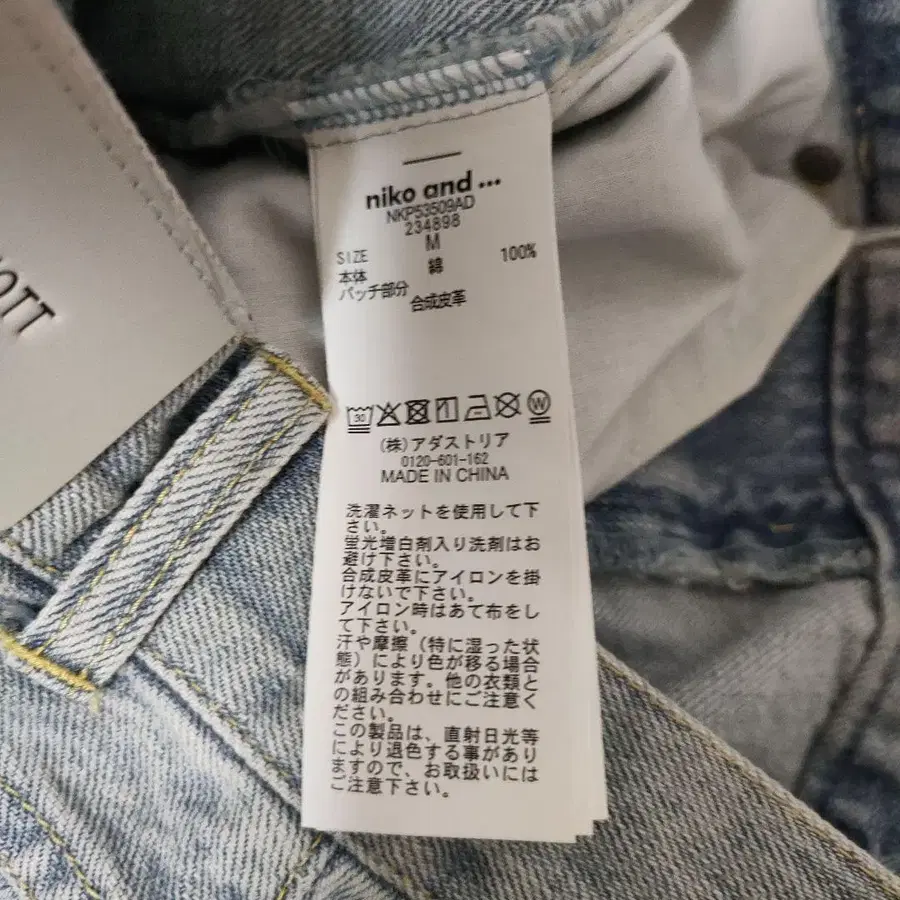 OTT
niko and ...
NKP53509AD
234898
SIZE M
本体 綿 100%
パッチ部分 合成皮革
30 W
(株)アダストリア
0120-601-162
MADE IN CHINA
洗濯ネットを使用して下
さい。
蛍光増白剤入り洗剤はお
避け下さい。
合成皮革にアイロンを掛
けないで下さい。
アイロン時はあて布をし
て下さい。
汗や摩擦（特に湿った状
態）により色が移る場合
があります。他の衣類と
の組み合わせにご注意く
ださい。
この製品は、直射日光等
により退色する事があり
ますので、お取扱いには
ご注意下さい。